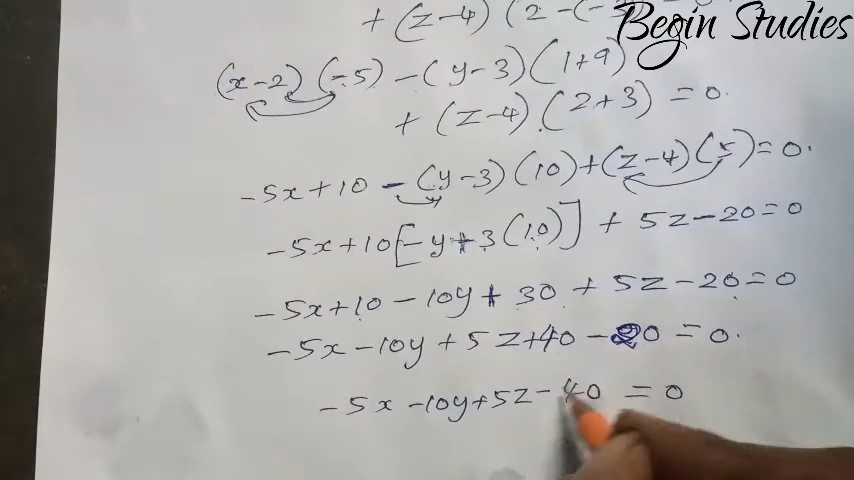 + (z-4) (2-(-3
Begin Studies
(x-2) (-5) - (y-3) (1+9)
+ (z-4) (2+3) = 0.
-5x+10 - (y-3) (10) + (z-4) (5) = 0.
-5x+10 [-y+3(10)] + 5z-20=0
-5x+10 - 10y + 30 + 5z-20=0
-5x -10y + 5z+40 - 20 = 0.
-5x -10y+5z- 40 = 0